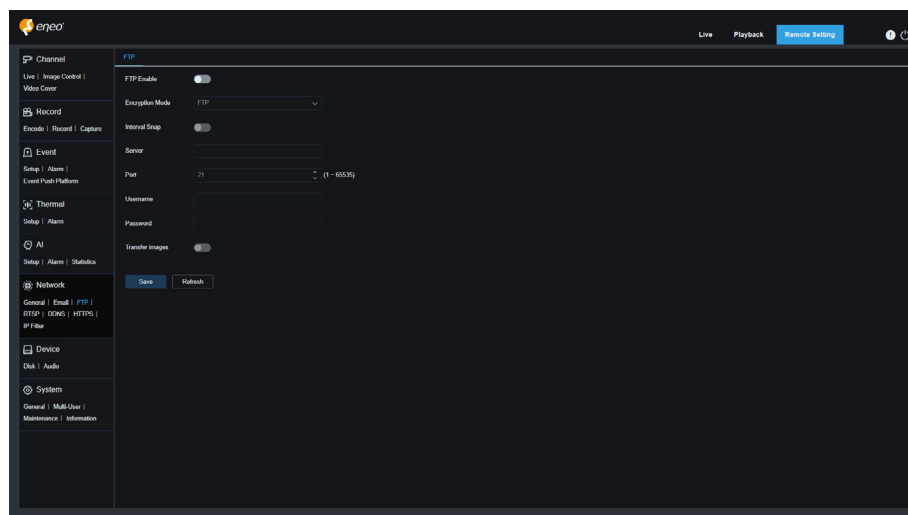 eneo
Live Playback Remote Setting
Channel
Live | Image Control |
Video Cover
Record
Encode | Record | Capture
Event
Setup | Alarm |
Event Push Platform
Thermal
Setup | Alarm
AI
Setup | Alarm | Statistics
Network
General | Email | FTP |
RTSP | DDNS | HTTPS |
IP Filter
Device
Disk | Audio
System
General | Multi-User |
Maintenance | Information
FTP
FTP Enable
Encryption Mode FTP
Interval Snap
Server
Port 21 (1~65535)
Username
Password
Transfer images
Save Refresh